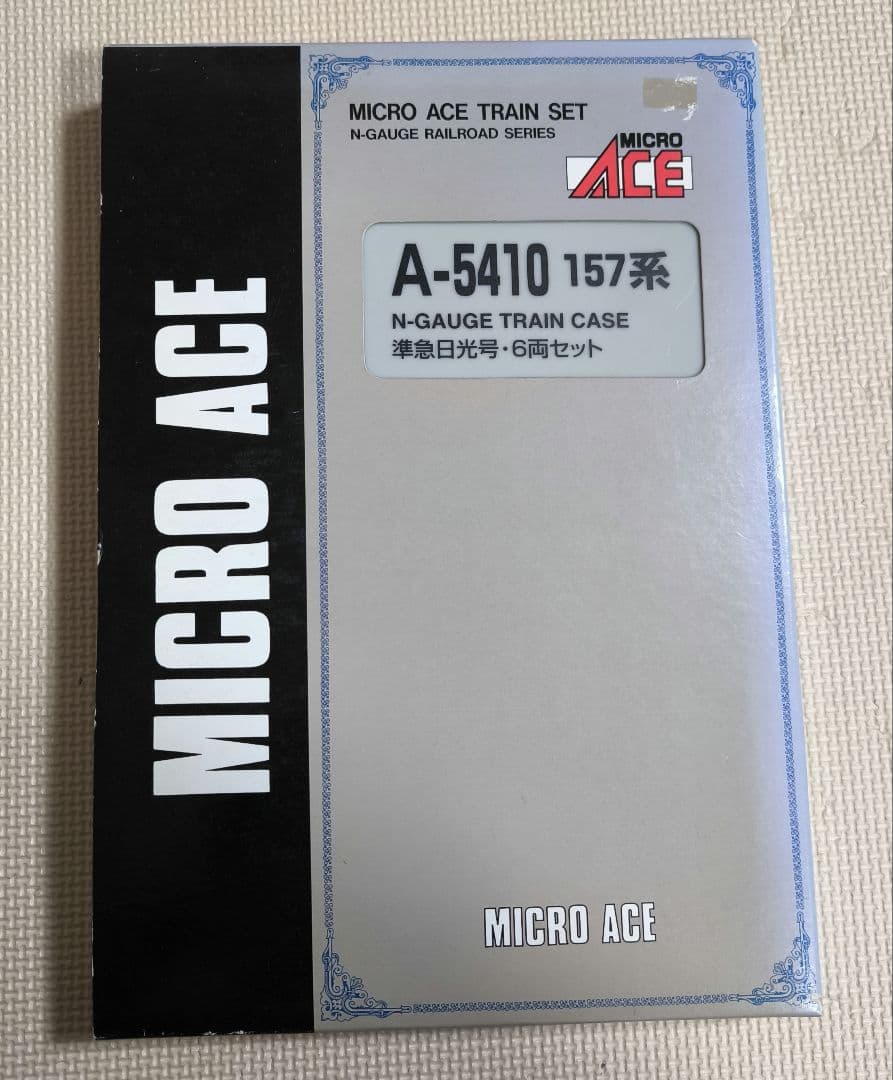 MICRO ACE
MICRO ACE TRAIN SET
N-GAUGE RAILROAD SERIES
MICRO
ACE
A-5410 157系
N-GAUGE TRAIN CASE
準急日光号・6両セット
MICRO ACE